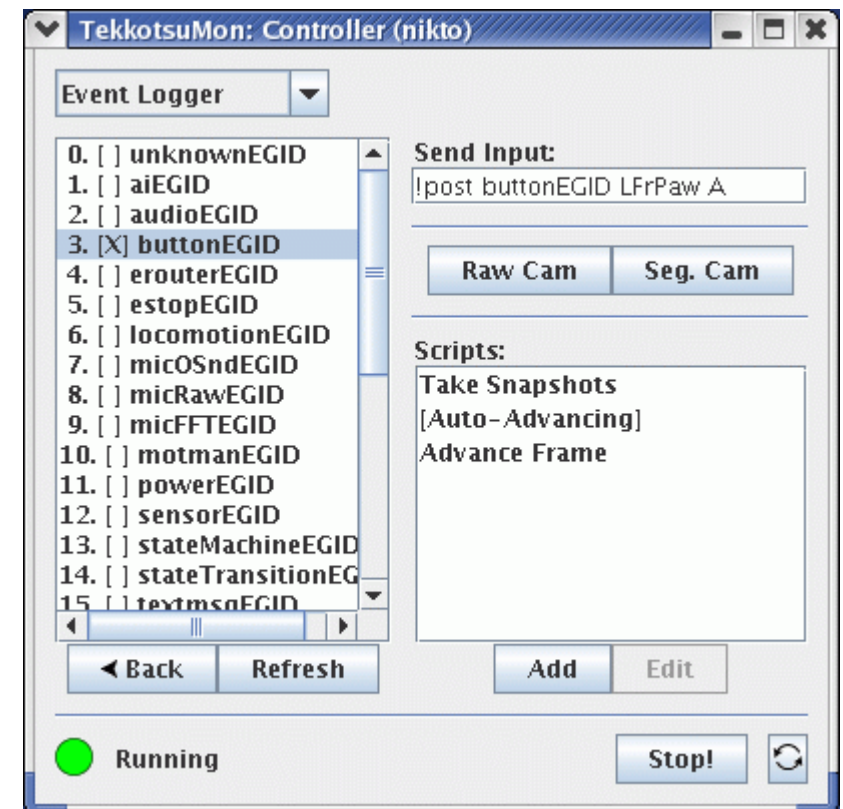 TekkotsuMon: Controller (nikto)
Event Logger
0. [ ] unknownEGID
1. [ ] aiEGID
2. [ ] audioEGID
3. [X] buttonEGID
4. [ ] erouterEGID
5. [ ] estopEGID
6. [ ] locomotionEGID
7. [ ] micOSndEGID
8. [ ] micRawEGID
9. [ ] micFFTEGID
10. [ ] motmanEGID
11. [ ] powerEGID
12. [ ] sensorEGID
13. [ ] stateMachineEGID
14. [ ] stateTransitionEG
15. [ ] textmsgEGID
Back
Refresh
Send Input:
!post buttonEGID LFrPaw A
Raw Cam
Seg. Cam
Scripts:
Take Snapshots
[Auto-Advancing]
Advance Frame
Add
Edit
Running
Stop!